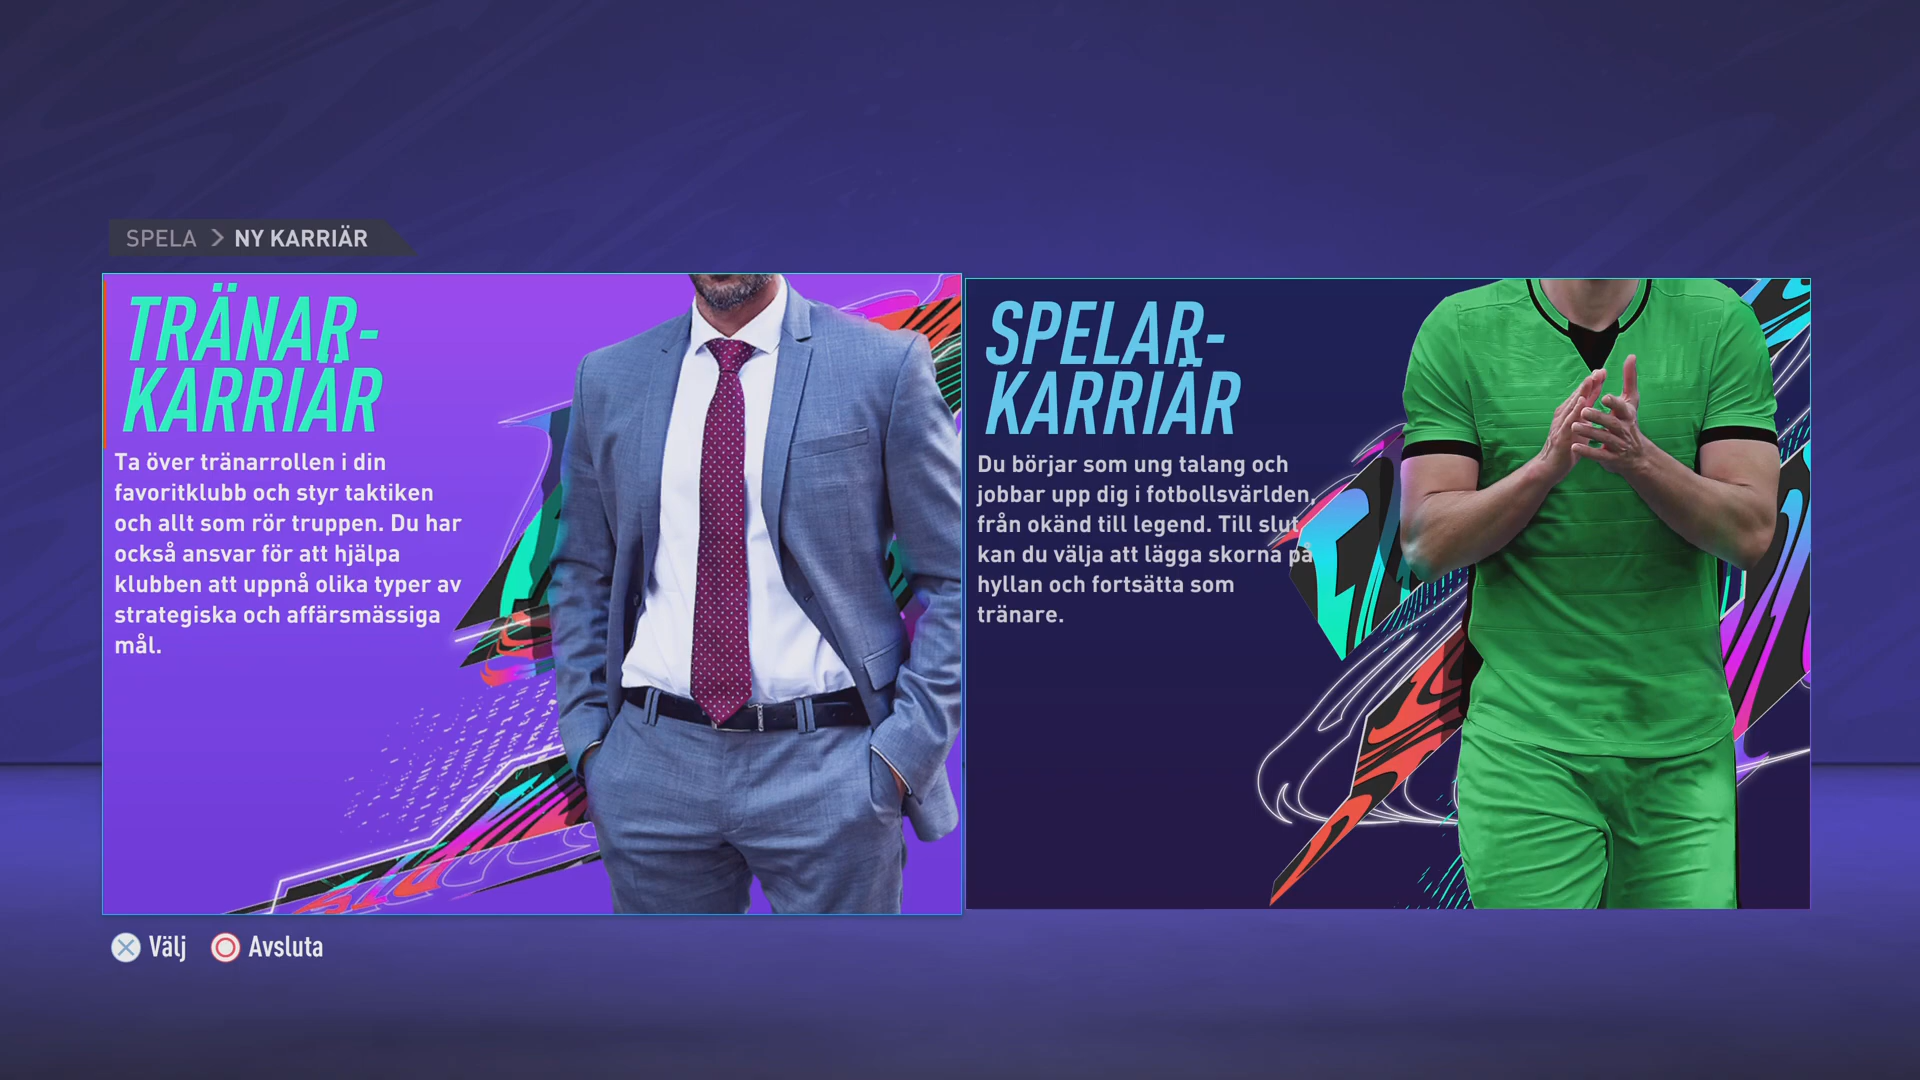 SPELA > NY KARRIÄR
TRÄNAR-
KARRIÄR
Ta över tränarrollen i din
favoritklubb och styr taktiken
och allt som rör truppen. Du har
också ansvar för att hjälpa
klubben att uppnå olika typer av
strategiska och affärsmässiga
mål.
SPELAR-
KARRIÄR
Du börjar som ung talang och
jobbar upp dig i fotbollsvärlden,
från okänd till legend. Till slut
kan du välja att lägga skorna på
hyllan och fortsätta som
tränare.
Välj Avsluta